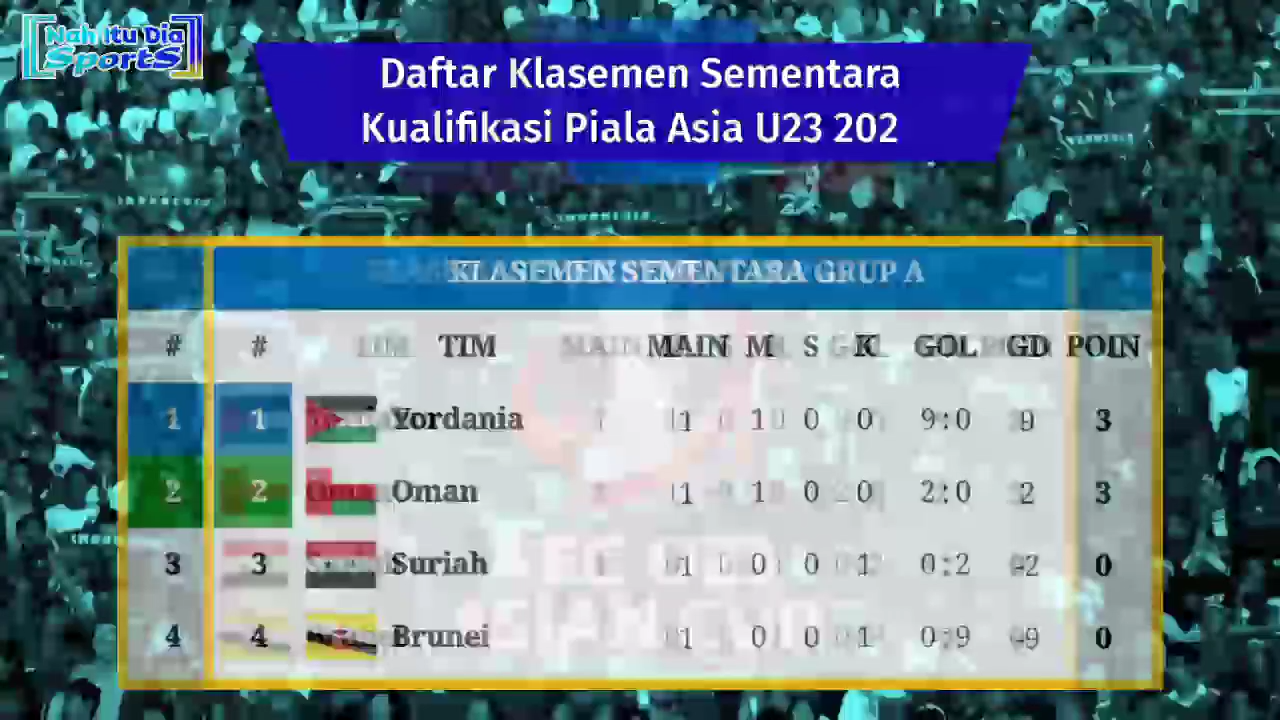 Nah Itu Dia
Sports
Daftar Klasemen Sementara
Kualifikasi Piala Asia U23 202
KLASEMEN SEMENTARA GRUP A
# # TIM MAIN M S K GOL GD POIN
1 1 Yordania 1 1 0 0 9:0 9 3
2 2 Oman 1 1 0 0 2:0 2 3
3 3 Suriah 1 0 0 1 0:2 -2 0
4 4 Brunei 1 0 0 1 0:9 -9 0